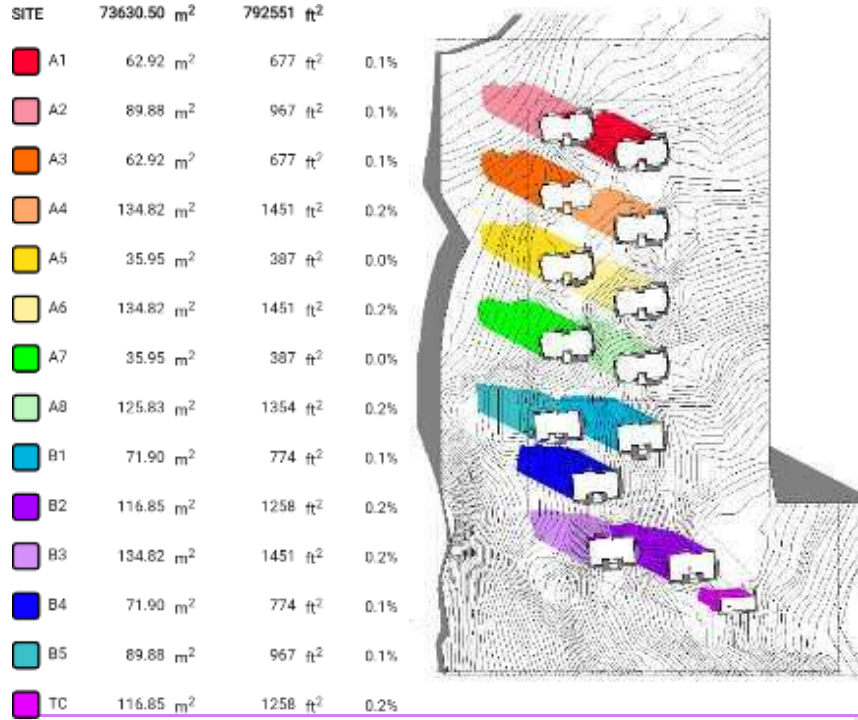 SITE 73630.50 m² 792551 ft²
A1 62.92 m² 677 ft² 0.1%
A2 89.88 m² 967 ft² 0.1%
A3 62.92 m² 677 ft² 0.1%
A4 134.82 m² 1451 ft² 0.2%
A5 35.95 m² 387 ft² 0.0%
A6 134.82 m² 1451 ft² 0.2%
A7 35.95 m² 387 ft² 0.0%
A8 125.83 m² 1354 ft² 0.2%
B1 71.90 m² 774 ft² 0.1%
B2 116.85 m² 1258 ft² 0.2%
B3 134.82 m² 1451 ft² 0.2%
B4 71.90 m² 774 ft² 0.1%
B5 89.88 m² 967 ft² 0.1%
TC 116.85 m² 1258 ft² 0.2%